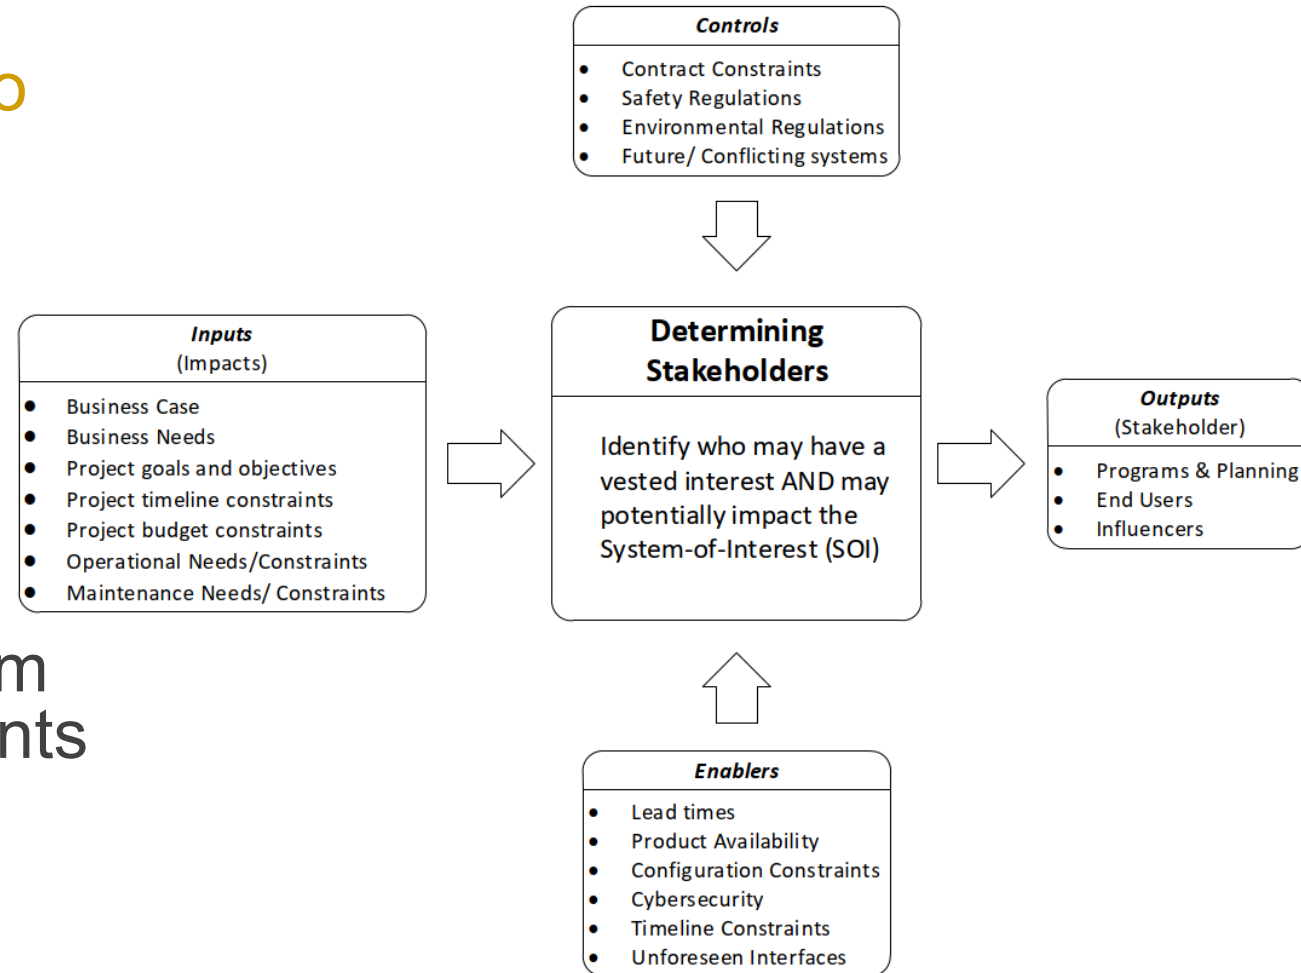 o
Controls
• Contract Constraints
• Safety Regulations
• Environmental Regulations
• Future/ Conflicting systems
Inputs
(Impacts)
• Business Case
• Business Needs
• Project goals and objectives
• Project timeline constraints
• Project budget constraints
• Operational Needs/Constraints
• Maintenance Needs/ Constraints
Determining
Stakeholders
Identify who may have a
vested interest AND may
potentially impact the
System-of-Interest (SOI)
Outputs
(Stakeholder)
• Programs & Planning
• End Users
• Influencers
m
nts
Enablers
• Lead times
• Product Availability
• Configuration Constraints
• Cybersecurity
• Timeline Constraints
• Unforeseen Interfaces